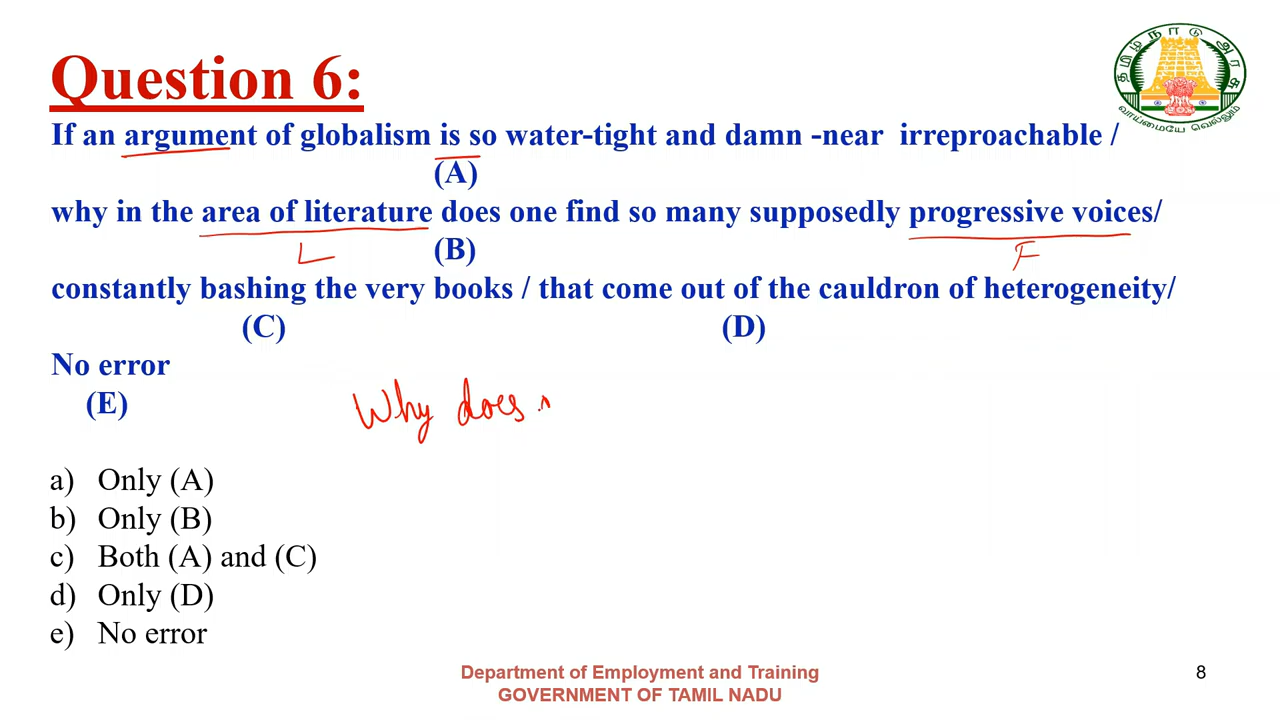 Question 6:
தமிழ்நாடு அரசு
வாய்மையே வெல்லும்
If an argument of globalism is so water-tight and damn -near irreproachable /
(A)
why in the area of literature does one find so many supposedly progressive voices/
L (B) F
constantly bashing the very books / that come out of the cauldron of heterogeneity/
(C) (D)
No error
(E)
Why does
a) Only (A)
b) Only (B)
c) Both (A) and (C)
d) Only (D)
e) No error
Department of Employment and Training
GOVERNMENT OF TAMIL NADU
8